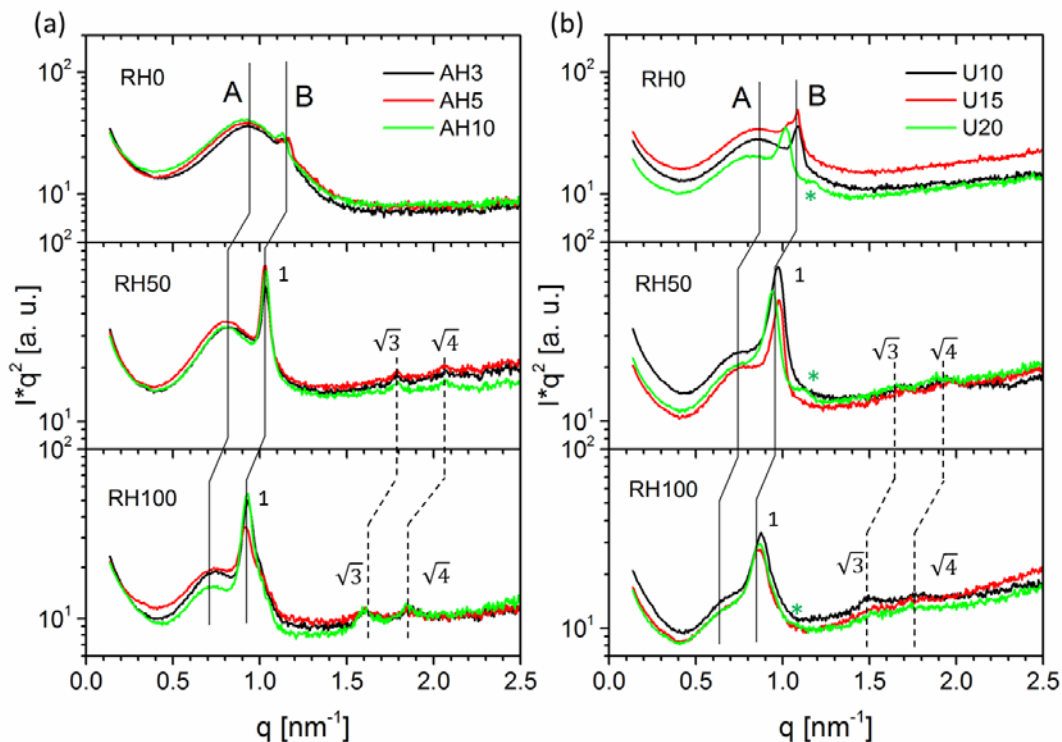 (a)
RH0
A
B
AH3
AH5
AH10
10²
10¹
10²
RH50
1
√3
√4
I*q² [a. u.]
10¹
10²
RH100
1
√3
√4
10¹
0.0 0.5 1.0 1.5 2.0 2.5
q [nm⁻¹]
(b)
RH0
A
B
U10
U15
U20
*
10²
10¹
10²
RH50
1
*
√3
√4
I*q² [a. u.]
10¹
10²
RH100
1
*
√3
√4
10¹
0.0 0.5 1.0 1.5 2.0 2.5
q [nm⁻¹]